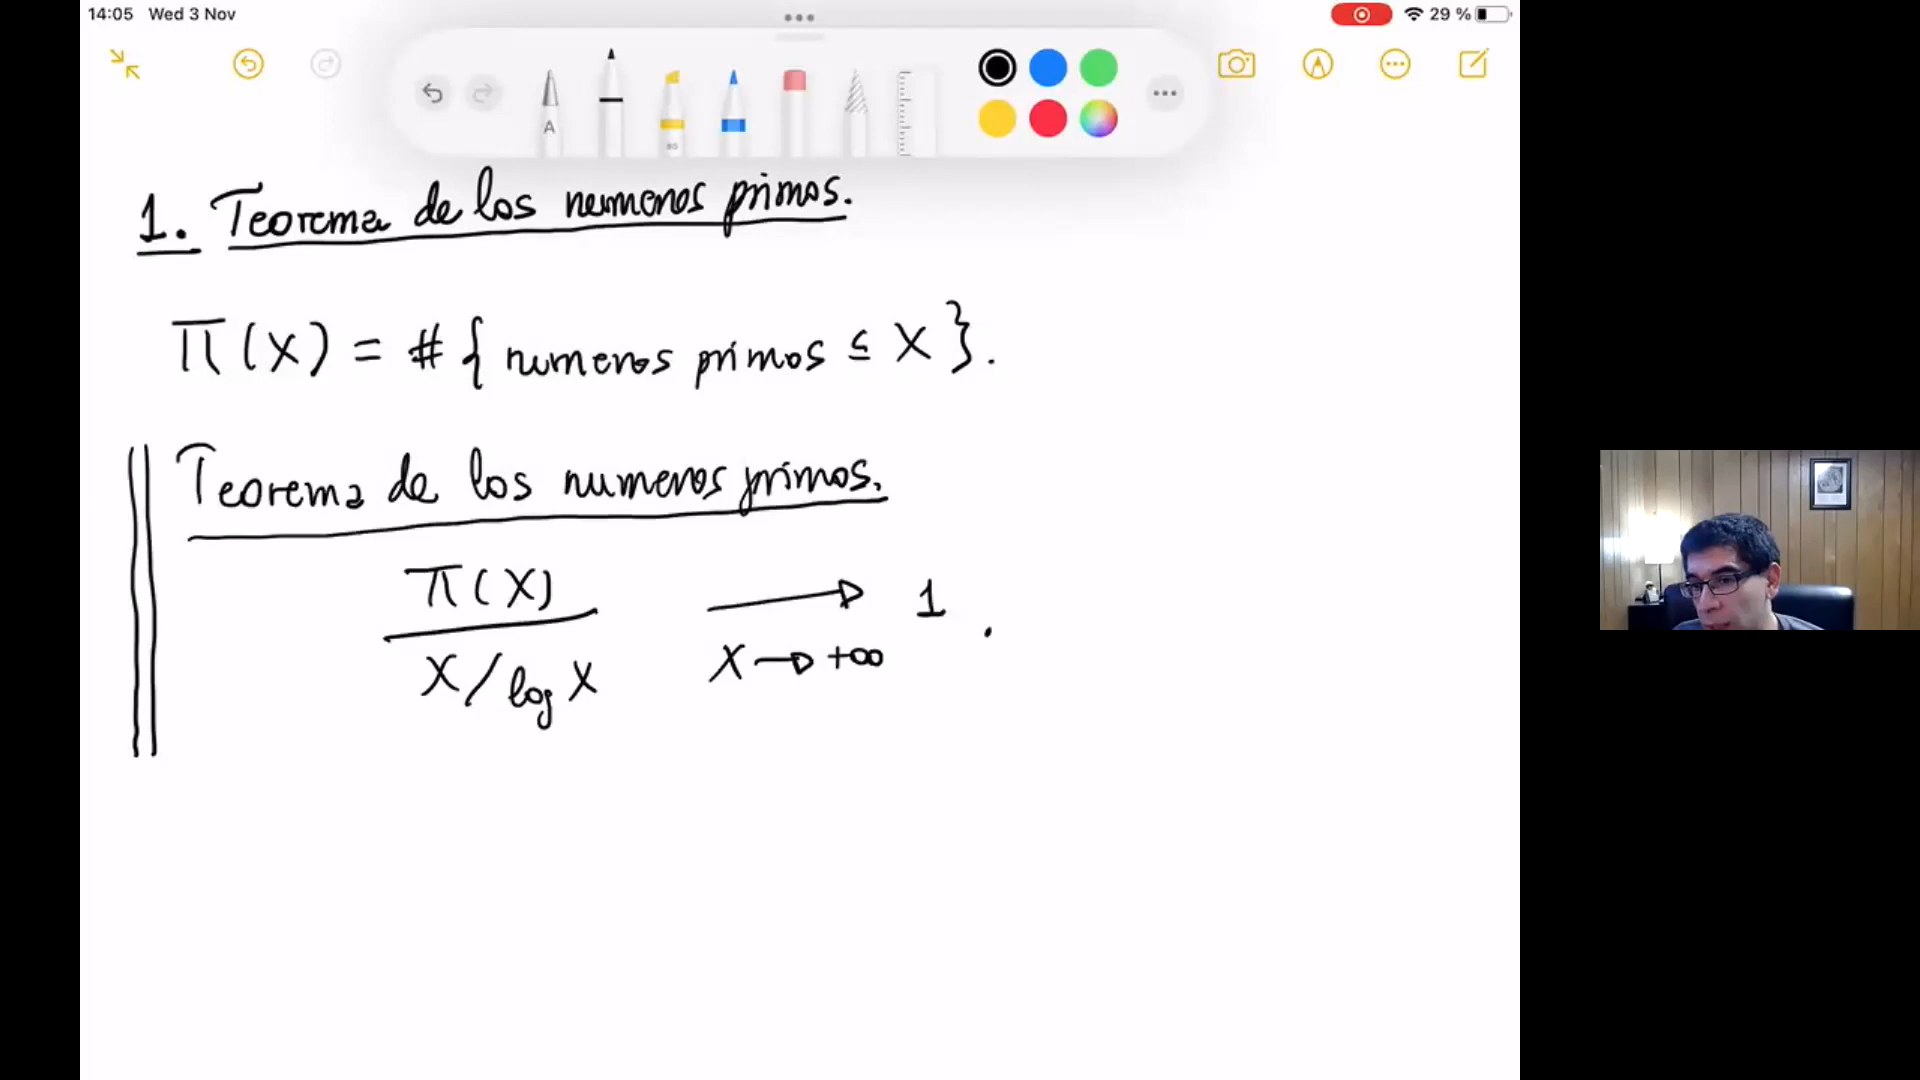 14:05 Wed 3 Nov 29 %
A 80
1. Teorema de los numeros primos.
π(X) = # { numeros primos ≤ X }.
Teorema de los numeros primos.
π(X)
X/log X
⟶ 1.
X → +∞